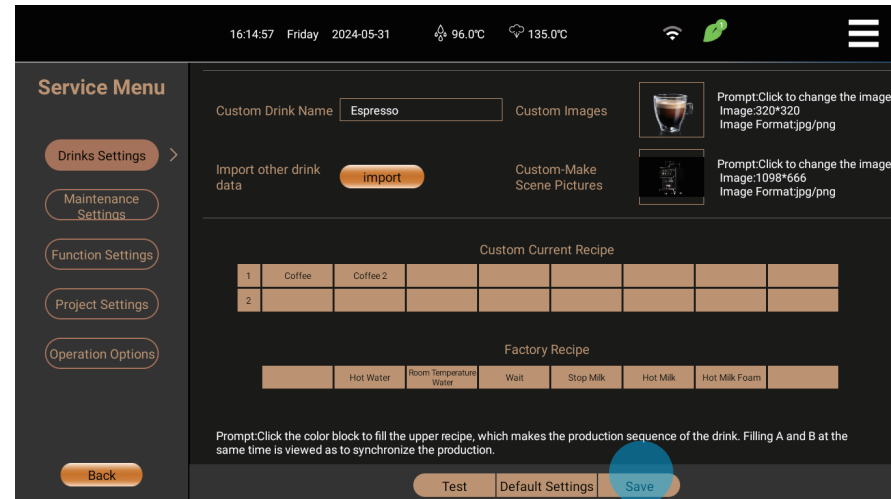 16:14:57 Friday 2024-05-31 96.0℃ 135.0℃ 1
Service Menu
Drinks Settings >
Maintenance
Settings
Function Settings
Project Settings
Operation Options
Back
Custom Drink Name Espresso Custom Images
Prompt:Click to change the image
Image:320*320
Image Format:jpg/png
Import other drink
data
import
Custom-Make
Scene Pictures
Prompt:Click to change the image
Image:1098*666
Image Format:jpg/png
Custom Current Recipe
1 Coffee Coffee 2
2
Factory Recipe
Hot Water Room Temperature Water Wait Stop Milk Hot Milk Hot Milk Foam
Prompt:Click the color block to fill the upper recipe, which makes the production sequence of the drink. Filling A and B at the
same time is viewed as to synchronize the production.
Test Default Settings Save